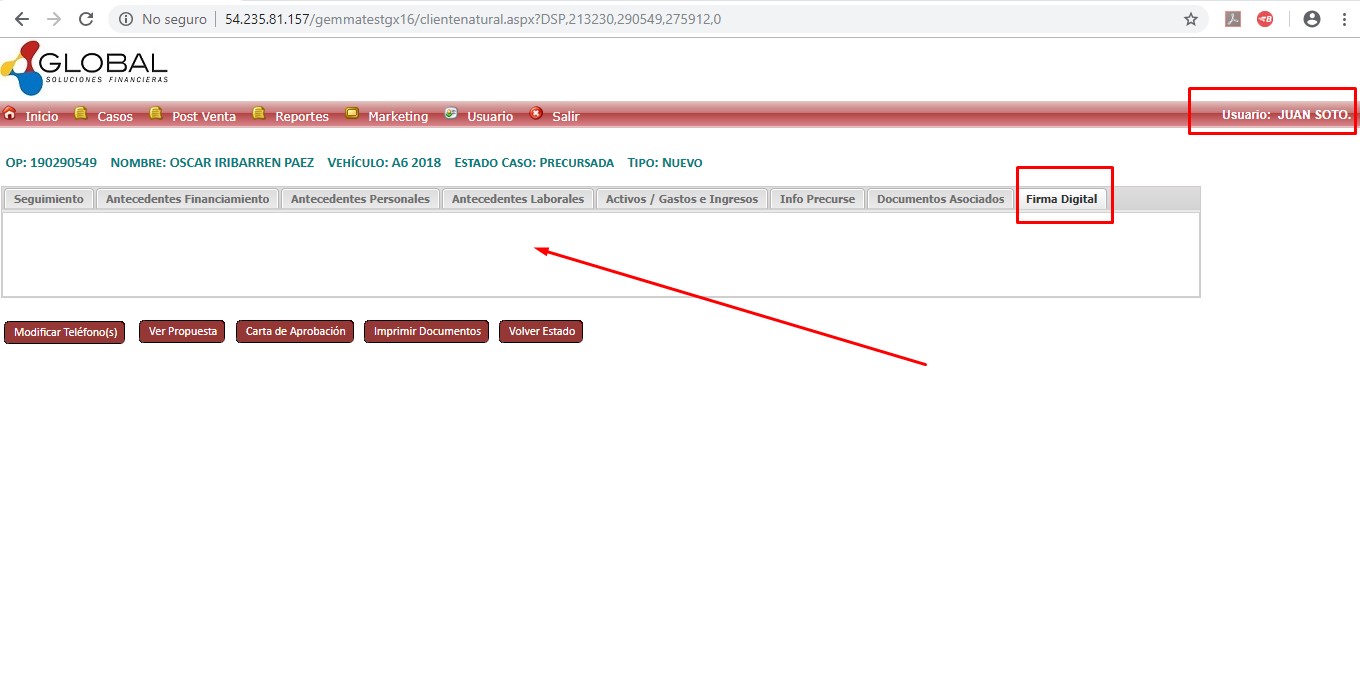 No seguro 54.235.81.157/gemmatestgx16/clientenatural.aspx?DSP,213230,290549,275912,0
GLOBAL
SOLUCIONES FINANCIERAS
Inicio Casos Post Venta Reportes Marketing Usuario Salir Usuario: JUAN SOTO.
OP: 190290549 NOMBRE: OSCAR IRIBARREN PAEZ VEHÍCULO: A6 2018 ESTADO CASO: PRECURSADA TIPO: NUEVO
Seguimiento Antecedentes Financiamiento Antecedentes Personales Antecedentes Laborales Activos / Gastos e Ingresos Info Precurse Documentos Asociados Firma Digital
Modificar Teléfono(s) Ver Propuesta Carta de Aprobación Imprimir Documentos Volver Estado